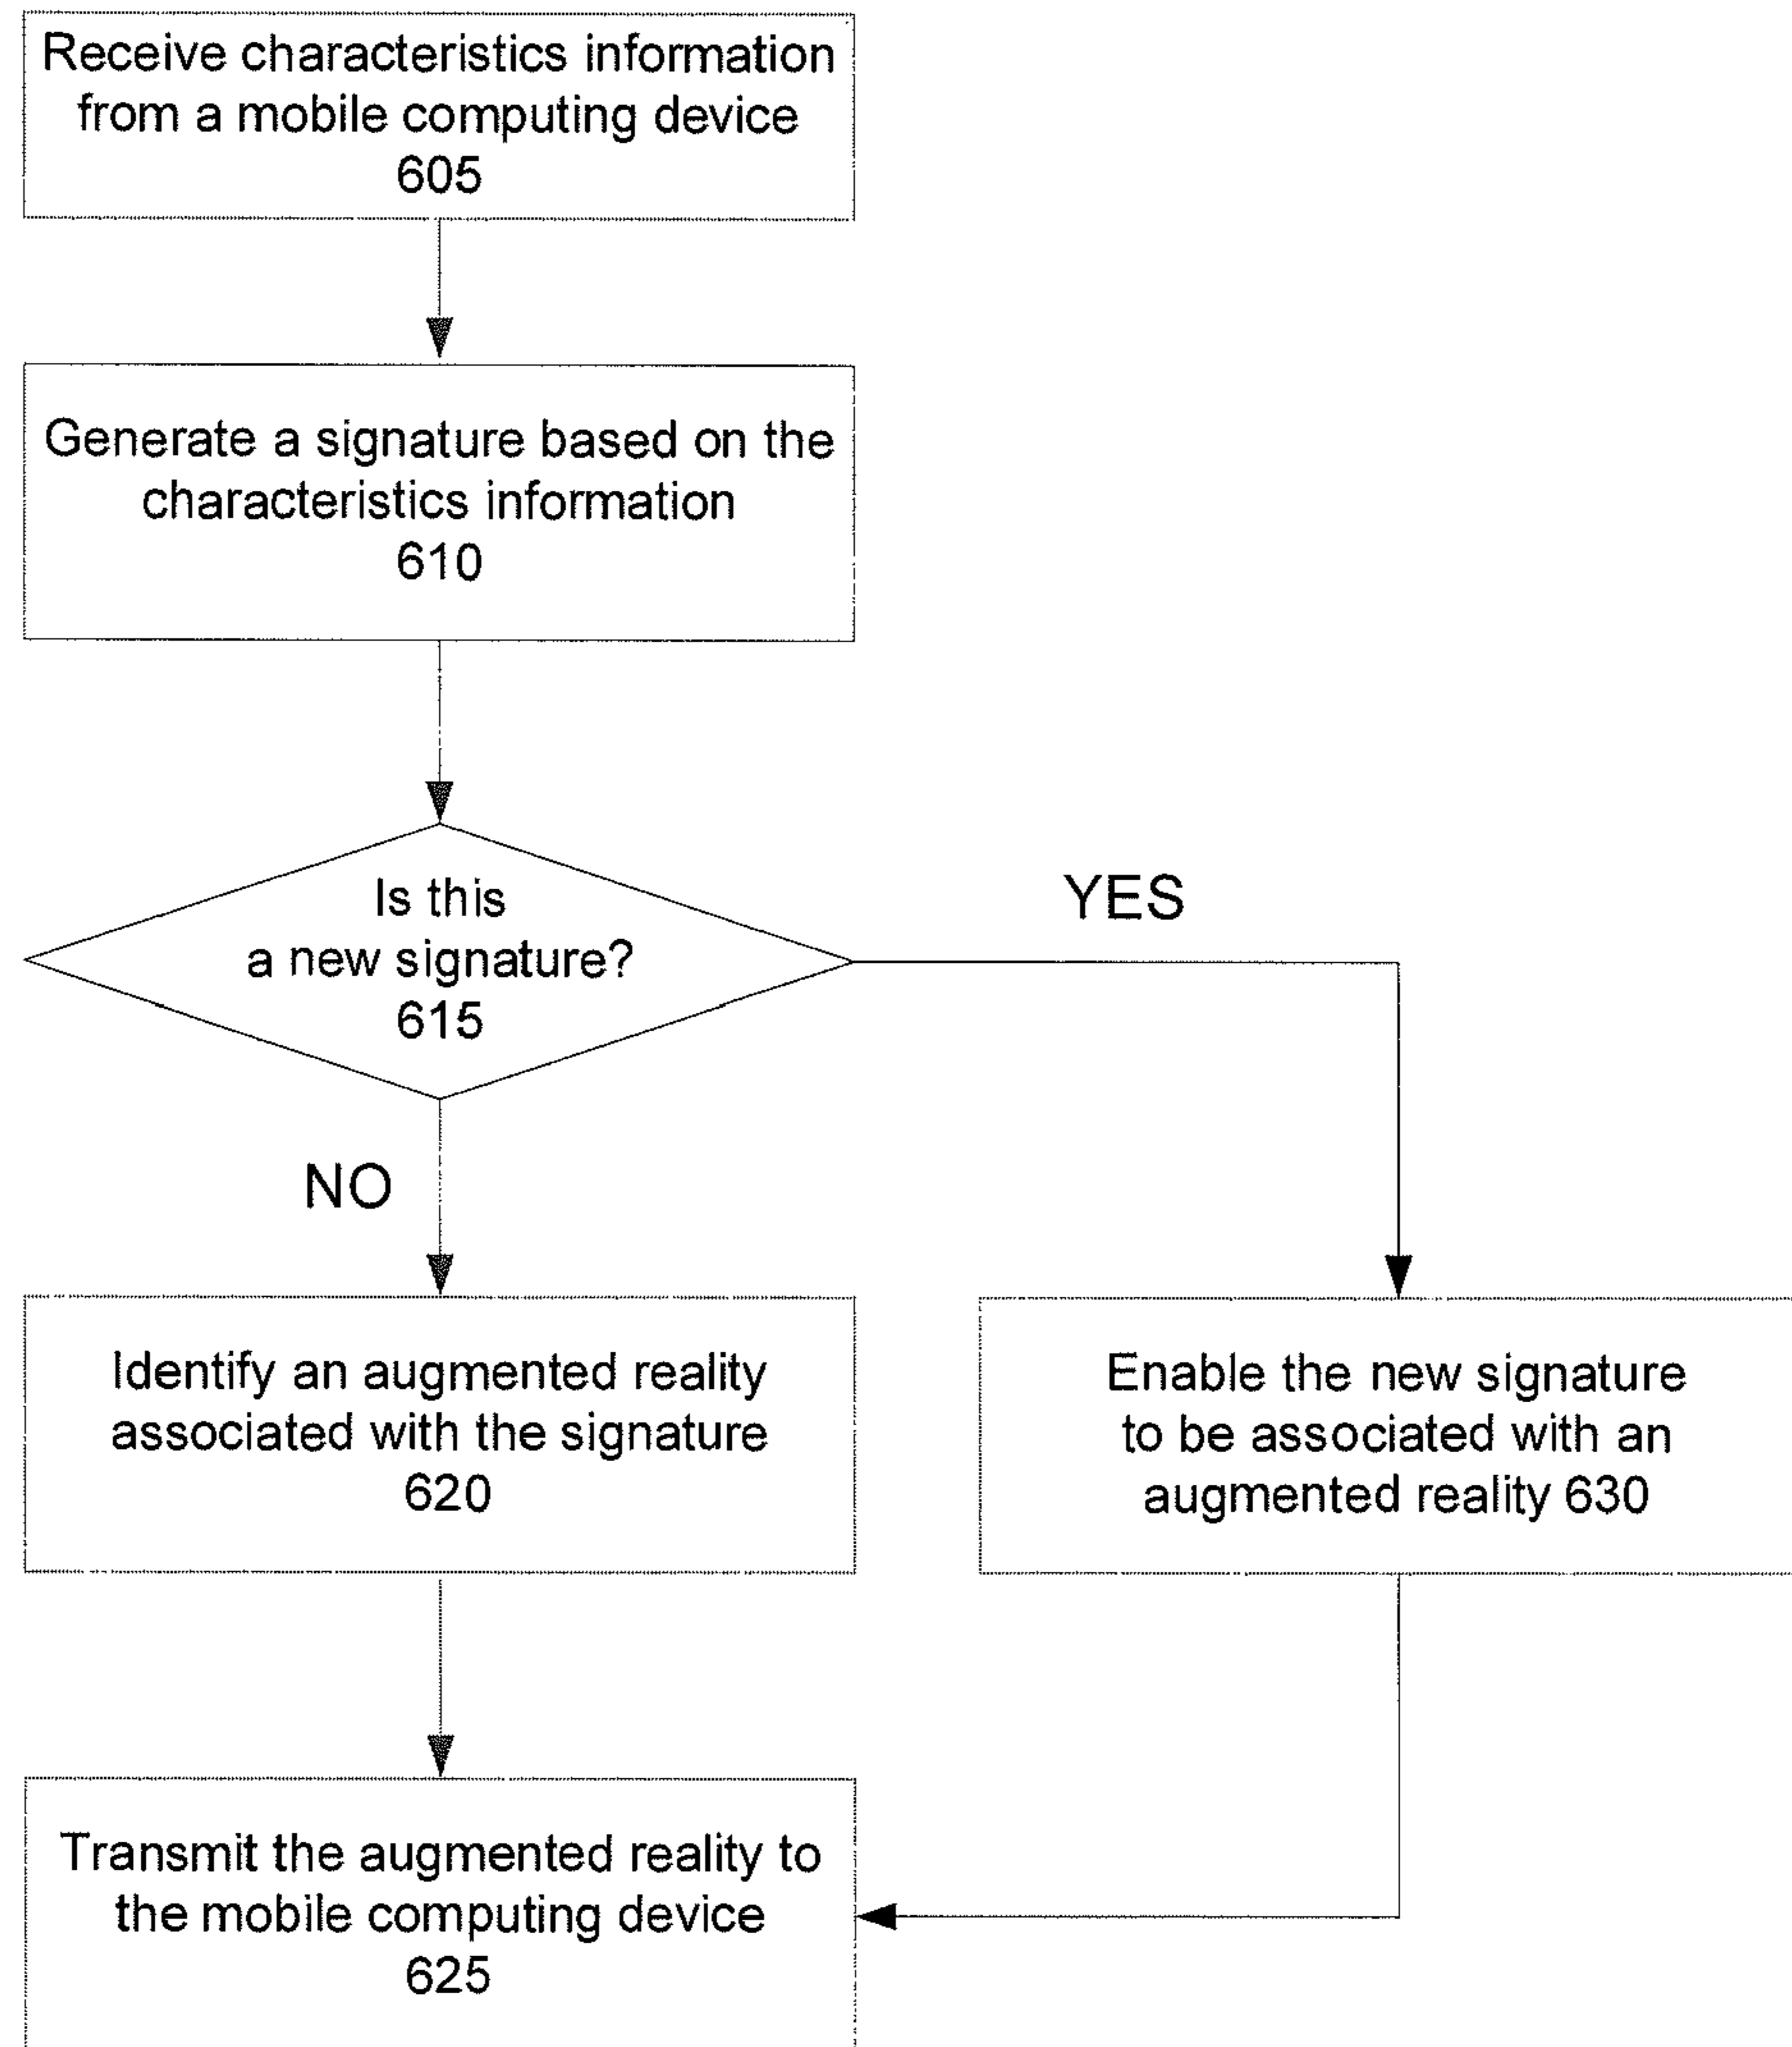 Receive characteristics information
from a mobile computing device
605
Generate a signature based on the
characteristics information
610
Is this
a new signature?
615
YES
NO
Identify an augmented reality
associated with the signature
620
Enable the new signature
to be associated with an
augmented reality 630
Transmit the augmented reality to
the mobile computing device
625